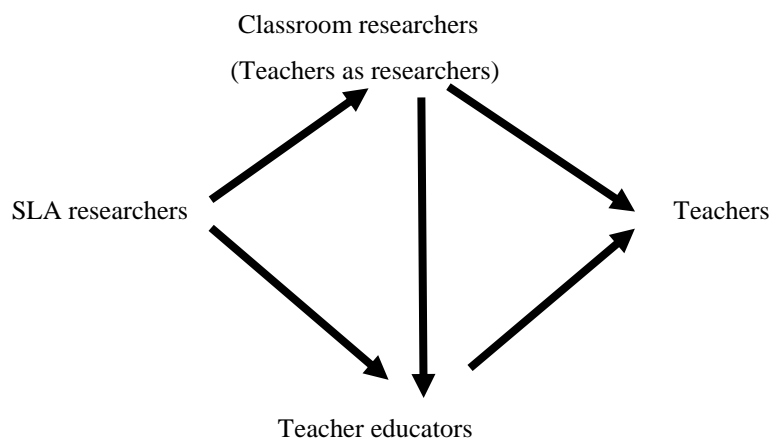 Classroom researchers
(Teachers as researchers)
SLA researchers
Teachers
Teacher educators